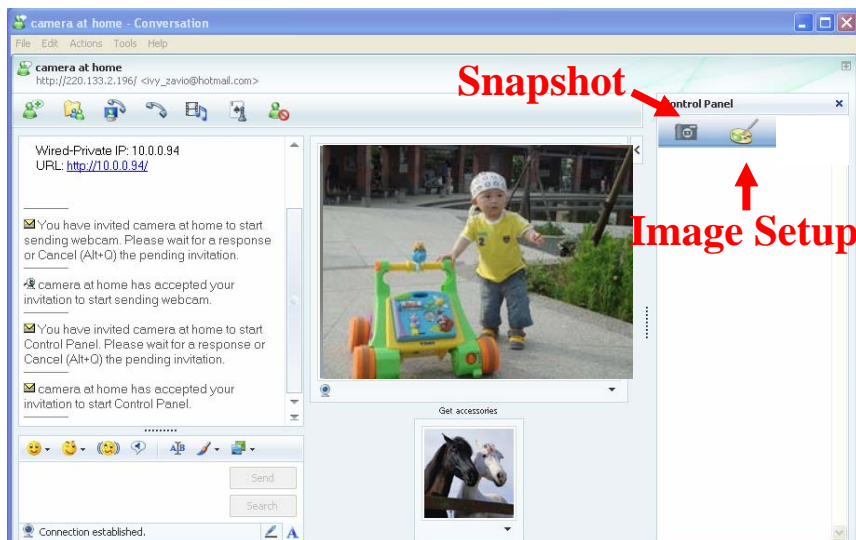 camera at home - Conversation
File Edit Actions Tools Help
camera at home
http://220.133.2.196/ <ivy_zavio@hotmail.com>
Snapshot
Control Panel
Image Setup
Wired-Private IP: 10.0.0.94
URL: http://10.0.0.94/
You have invited camera at home to start
sending webcam. Please wait for a response
or Cancel (Alt+Q) the pending invitation.
camera at home has accepted your
invitation to start sending webcam.
You have invited camera at home to start
Control Panel. Please wait for a response or
Cancel (Alt+Q) the pending invitation.
camera at home has accepted your
invitation to start Control Panel.
Get accessories
Send
Search
Connection established.